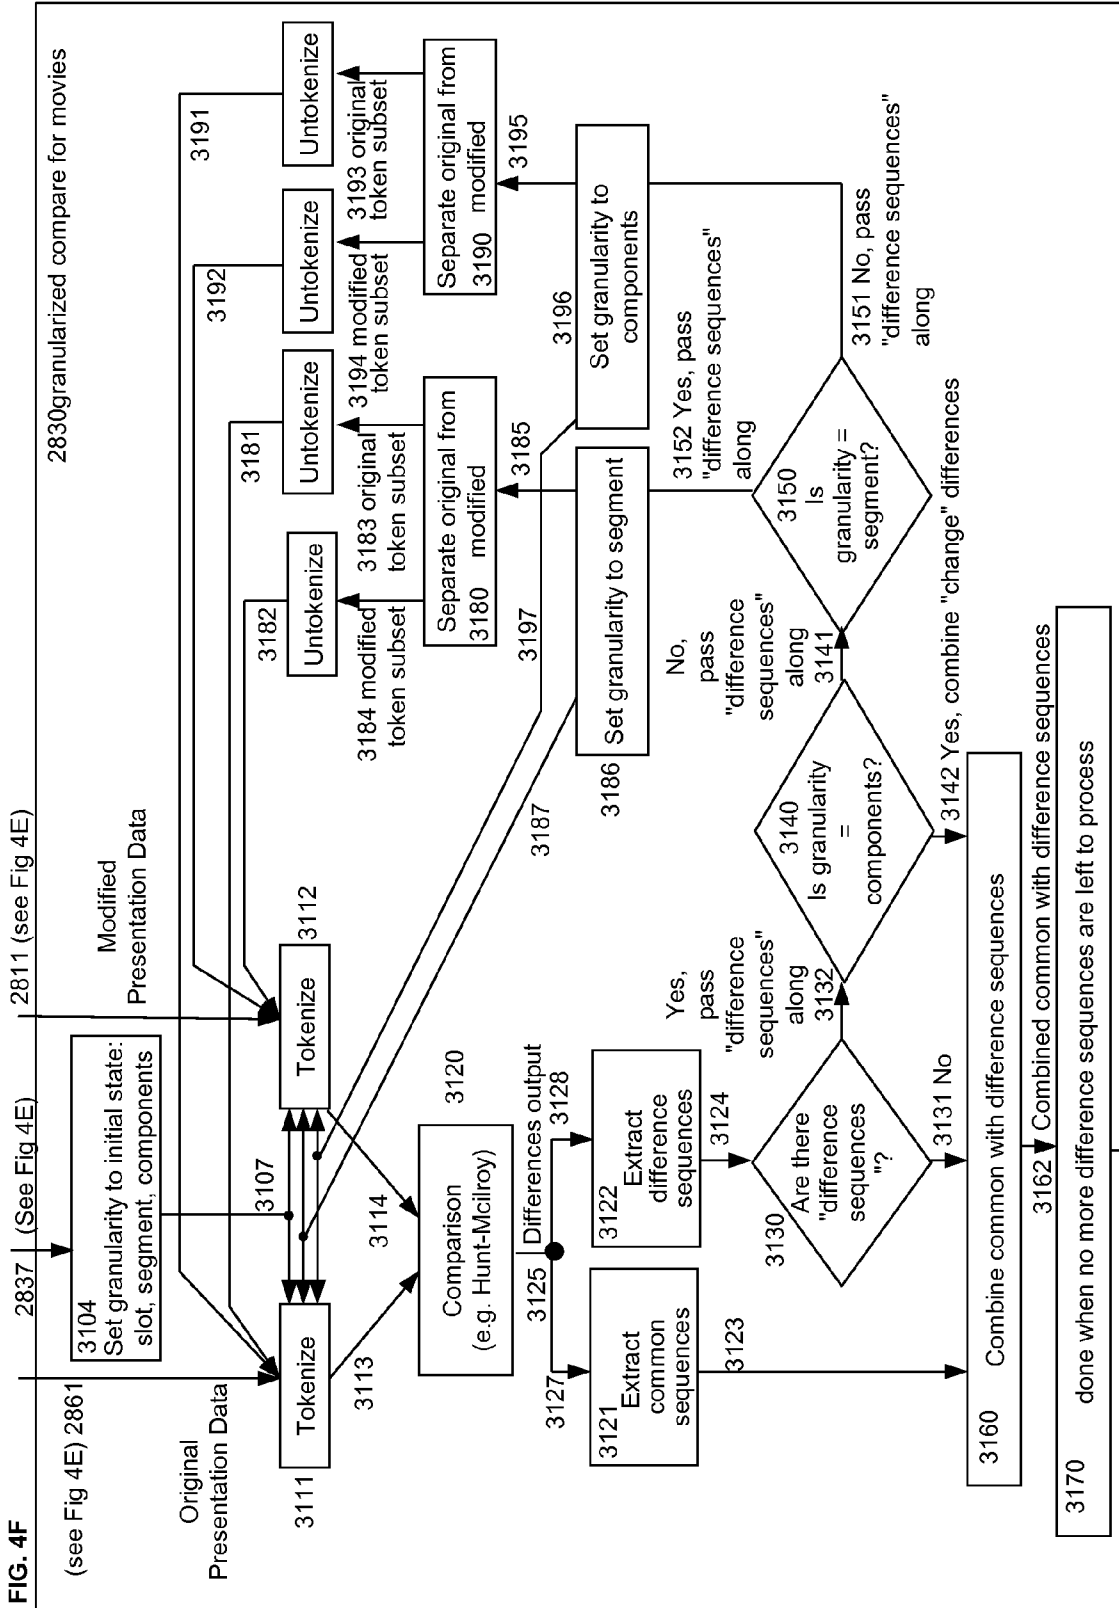 FIG. 4F
2830granularized compare for movies
(see Fig 4E) 2861
2837 (See Fig 4E)
2811 (see Fig 4E)
Original
Presentation Data
3104
Set granularity to initial state:
slot, segment, components
Modified
Presentation Data
3191
3192
3181
3182
3107
3111
Tokenize
Tokenize
3112
Untokenize
Untokenize
Untokenize
Untokenize
3184 modified
token subset
3183 original
token subset
3194 modified
token subset
3193 original
token subset
3113
3114
Comparison
(e.g. Hunt-Mcilroy)
3120
Separate original from
3180 modified
Separate original from
3190 modified
3185
3195
3197
3187
3125
Differences output
3127
3128
3121
Extract
common
sequences
3122
Extract
difference
sequences
3186
Set granularity to segment
3196
Set granularity to
components
3123
3124
Yes,
pass
"difference
sequences"
along
3132
No,
pass
"difference
sequences"
along
3141
3152 Yes, pass
"difference sequences"
along
3130
Are there
"difference
sequences
"?
3140
Is granularity
=
components?
3150
Is
granularity =
segment?
3151 No, pass
"difference sequences"
along
3131 No
3142 Yes, combine "change" differences
3160
Combine common with difference sequences
3162 Combined common with difference sequences
3170
done when no more difference sequences are left to process